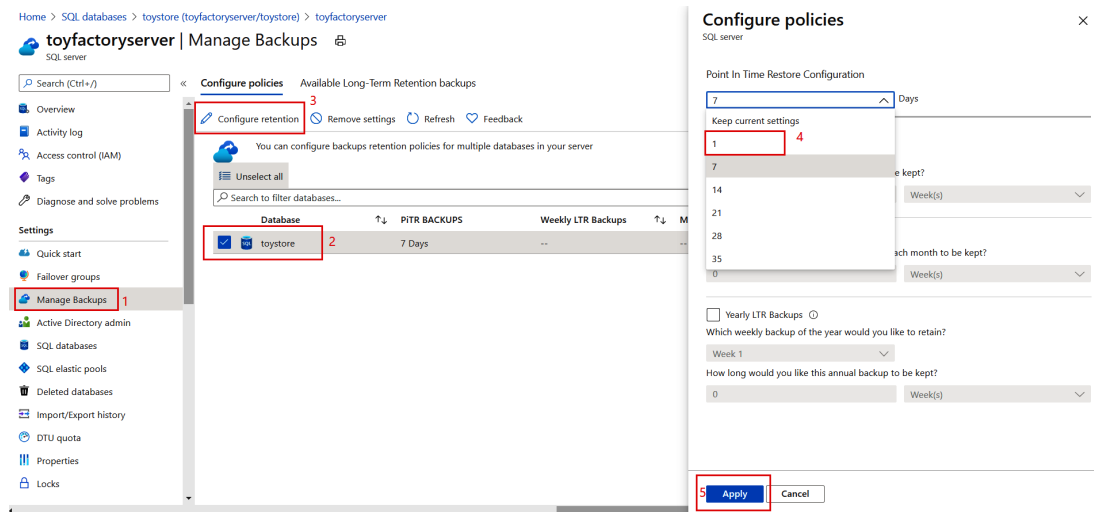 Home > SQL databases > toystore (toyfactoryserver/toystore) > toyfactoryserver
toyfactoryserver | Manage Backups
SQL server
Search (Ctrl+/)
«
Overview
Activity log
Access control (IAM)
Tags
Diagnose and solve problems
Settings
Quick start
Failover groups
Manage Backups 1
Active Directory admin
SQL databases
SQL elastic pools
Deleted databases
Import/Export history
DTU quota
Properties
Locks
Configure policies Available Long-Term Retention backups
3
Configure retention Remove settings Refresh Feedback
You can configure backups retention policies for multiple databases in your server
Unselect all
Search to filter databases...
Database ↑↓ PiTR BACKUPS Weekly LTR Backups ↑↓ M
SQL toystore 2 7 Days -- --
Configure policies
SQL server
Point In Time Restore Configuration
7 Days
Keep current settings
1 4
7
14
21
28
35
e kept?
Week(s)
ach month to be kept?
0 Week(s)
Yearly LTR Backups
Which weekly backup of the year would you like to retain?
Week 1
How long would you like this annual backup to be kept?
0 Week(s)
5 Apply Cancel